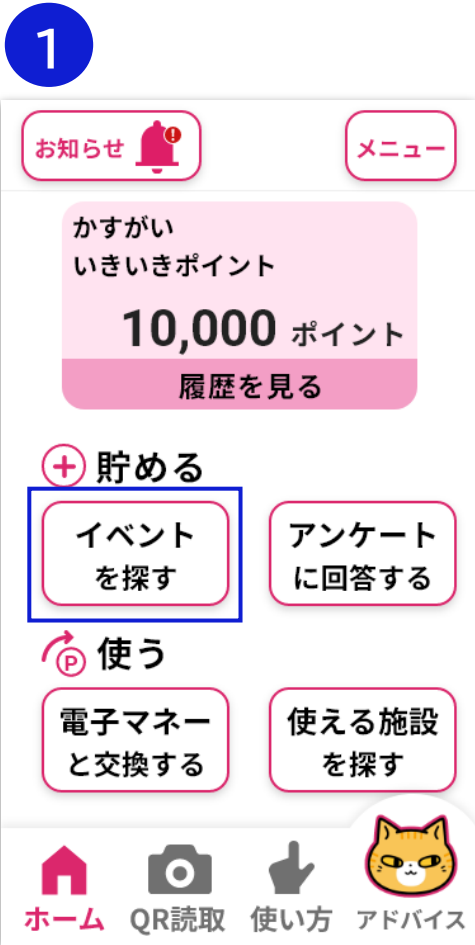 1
お知らせ
メニュー
かすがい
いきいきポイント
10,000 ポイント
履歴を見る
貯める
イベント
を探す
アンケート
に回答する
P 使う
電子マネー
と交換する
使える施設
を探す
ホーム
QR読取
使い方
アドバイス